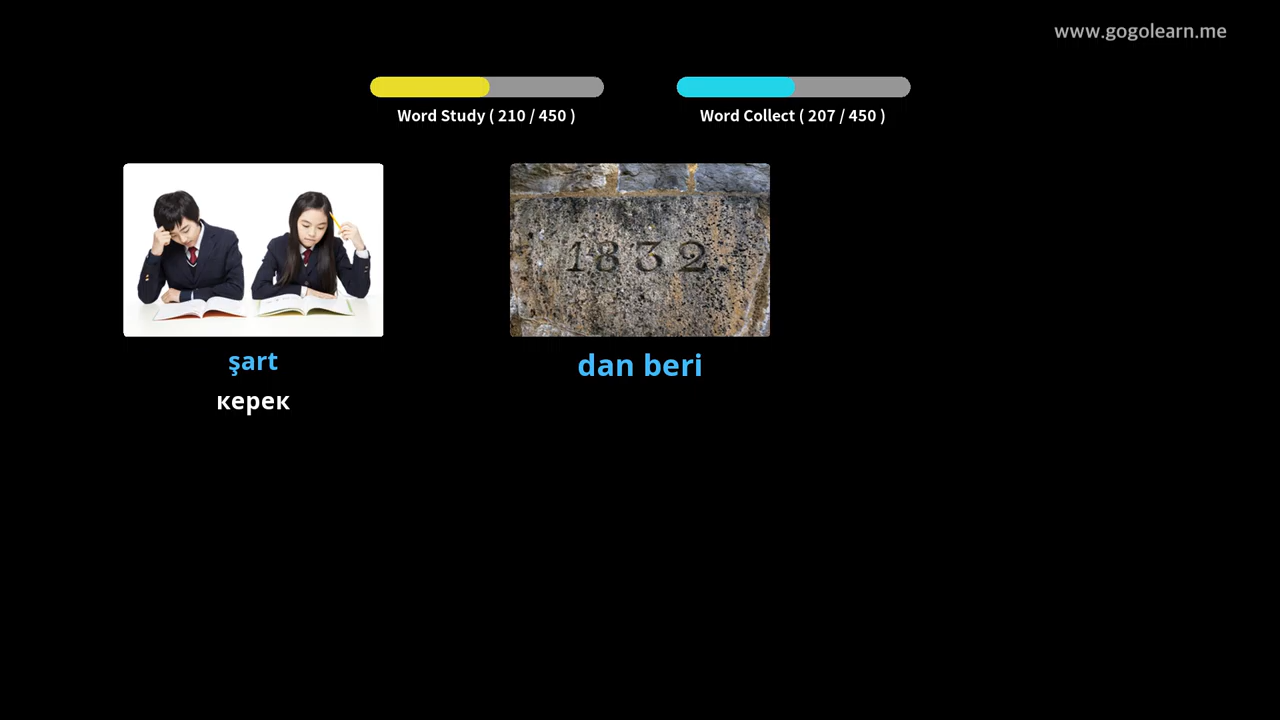 www.gogolearn.me
Word Study ( 210 / 450 )
Word Collect ( 207 / 450 )
1832
şart
dan beri
керек